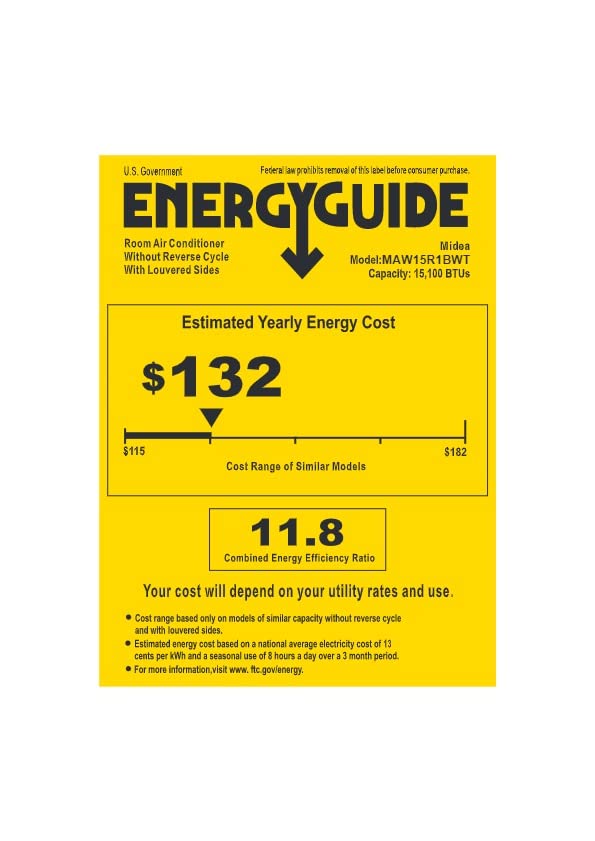 U.S. Government
Federal law prohibits removal of this label before consumer purchase.
ENERGYGUIDE
Room Air Conditioner
Without Reverse Cycle
With Louvered Sides
Midea
Model:MAW15R1BWT
Capacity: 15,100 BTUs
Estimated Yearly Energy Cost
$132
$115
$182
Cost Range of Similar Models
11.8
Combined Energy Efficiency Ratio
Your cost will depend on your utility rates and use.
● Cost range based only on models of similar capacity without reverse cycle
and with louvered sides.
● Estimated energy cost based on a national average electricity cost of 13
cents per kWh and a seasonal use of 8 hours a day over a 3 month period.
● For more information,visit www. ftc.gov/energy.